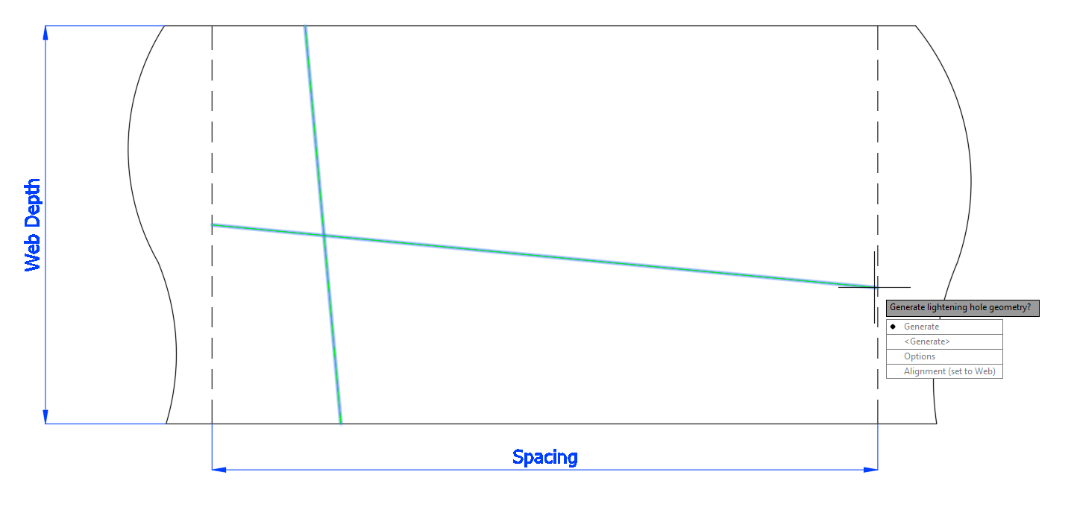 Web Depth
Generate lightening hole geometry?
Generate
<Generate>
Options
Alignment (set to Web)
Spacing